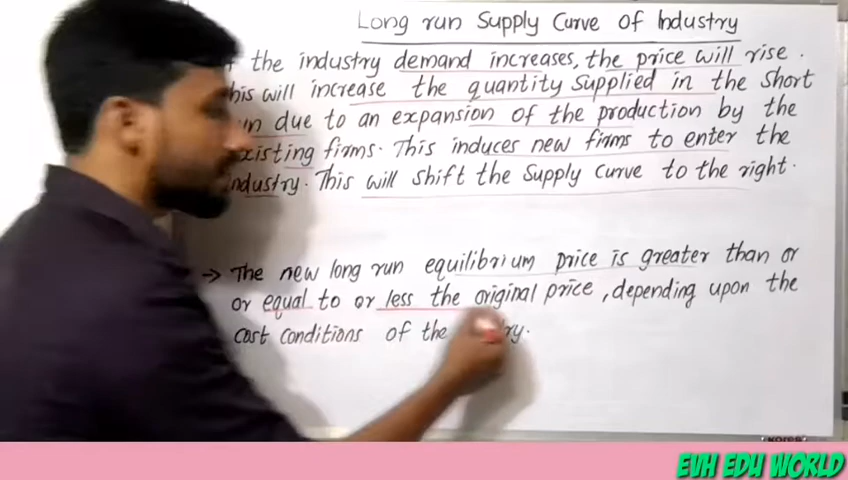 Long run Supply Curve of Industry
the industry demand increases, the price will rise.
will increase the quantity supplied in the short
due to an expansion of the production by the
existing firms. This induces new firms to enter the
industry. This will shift the supply curve to the right.
→ The new long run equilibrium price is greater than or
or equal to or less the original price, depending upon the
cost conditions of the
KORES
EVH EDU WORLD